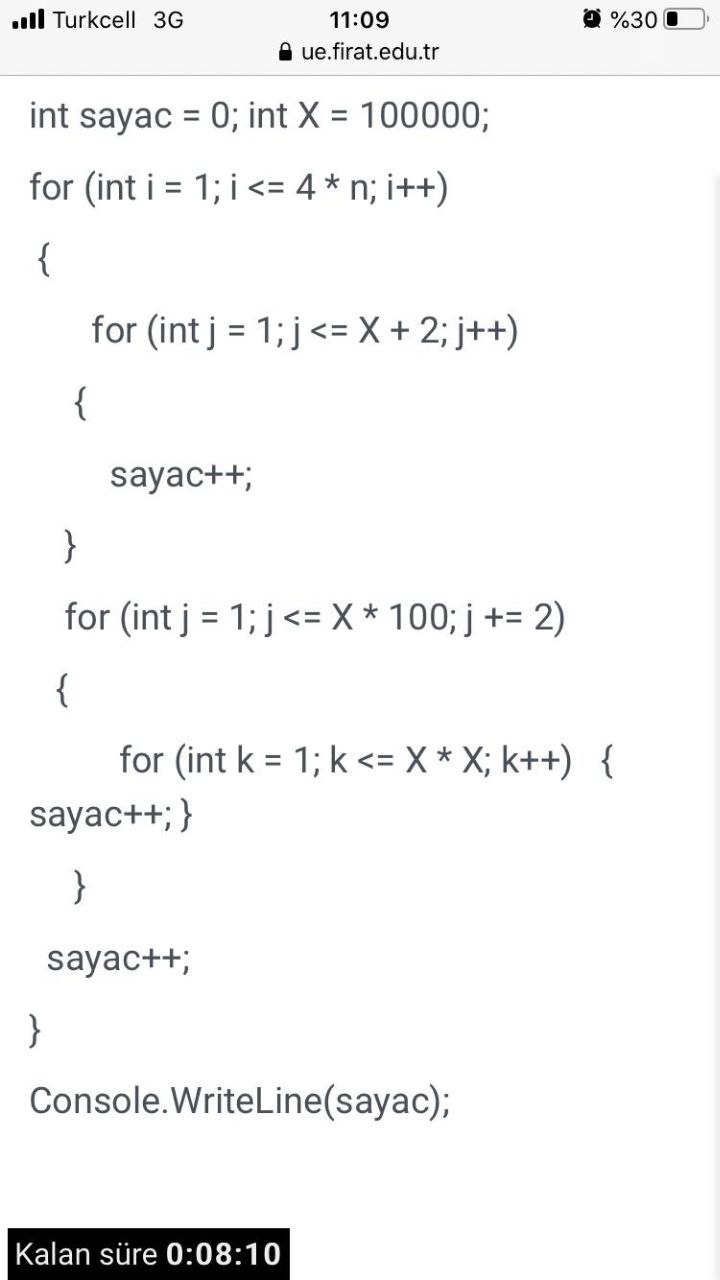 Turkcell 3G 11:09 %30
ue.firat.edu.tr
int sayac = 0; int X = 100000;
for (int i = 1; i <= 4 * n; i++)
{
for (int j = 1; j <= X + 2; j++)
{
sayac++;
}
for (int j = 1; j <= X * 100; j += 2)
{
for (int k = 1; k <= X * X; k++) {
sayac++; }
}
sayac++;
}
Console.WriteLine(sayac);
Kalan süre 0:08:10